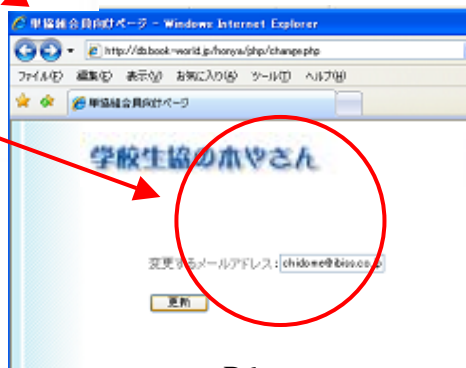 単協組合員向けページ - Windows Internet Explorer
http://db.book-world.jp/honya/php/change.php
ファイル(F) 編集(E) 表示(V) お気に入り(A) ツール(T) ヘルプ(H)
単協組合員向けページ
学校生協の本やさん
変更するメールアドレス:
更新